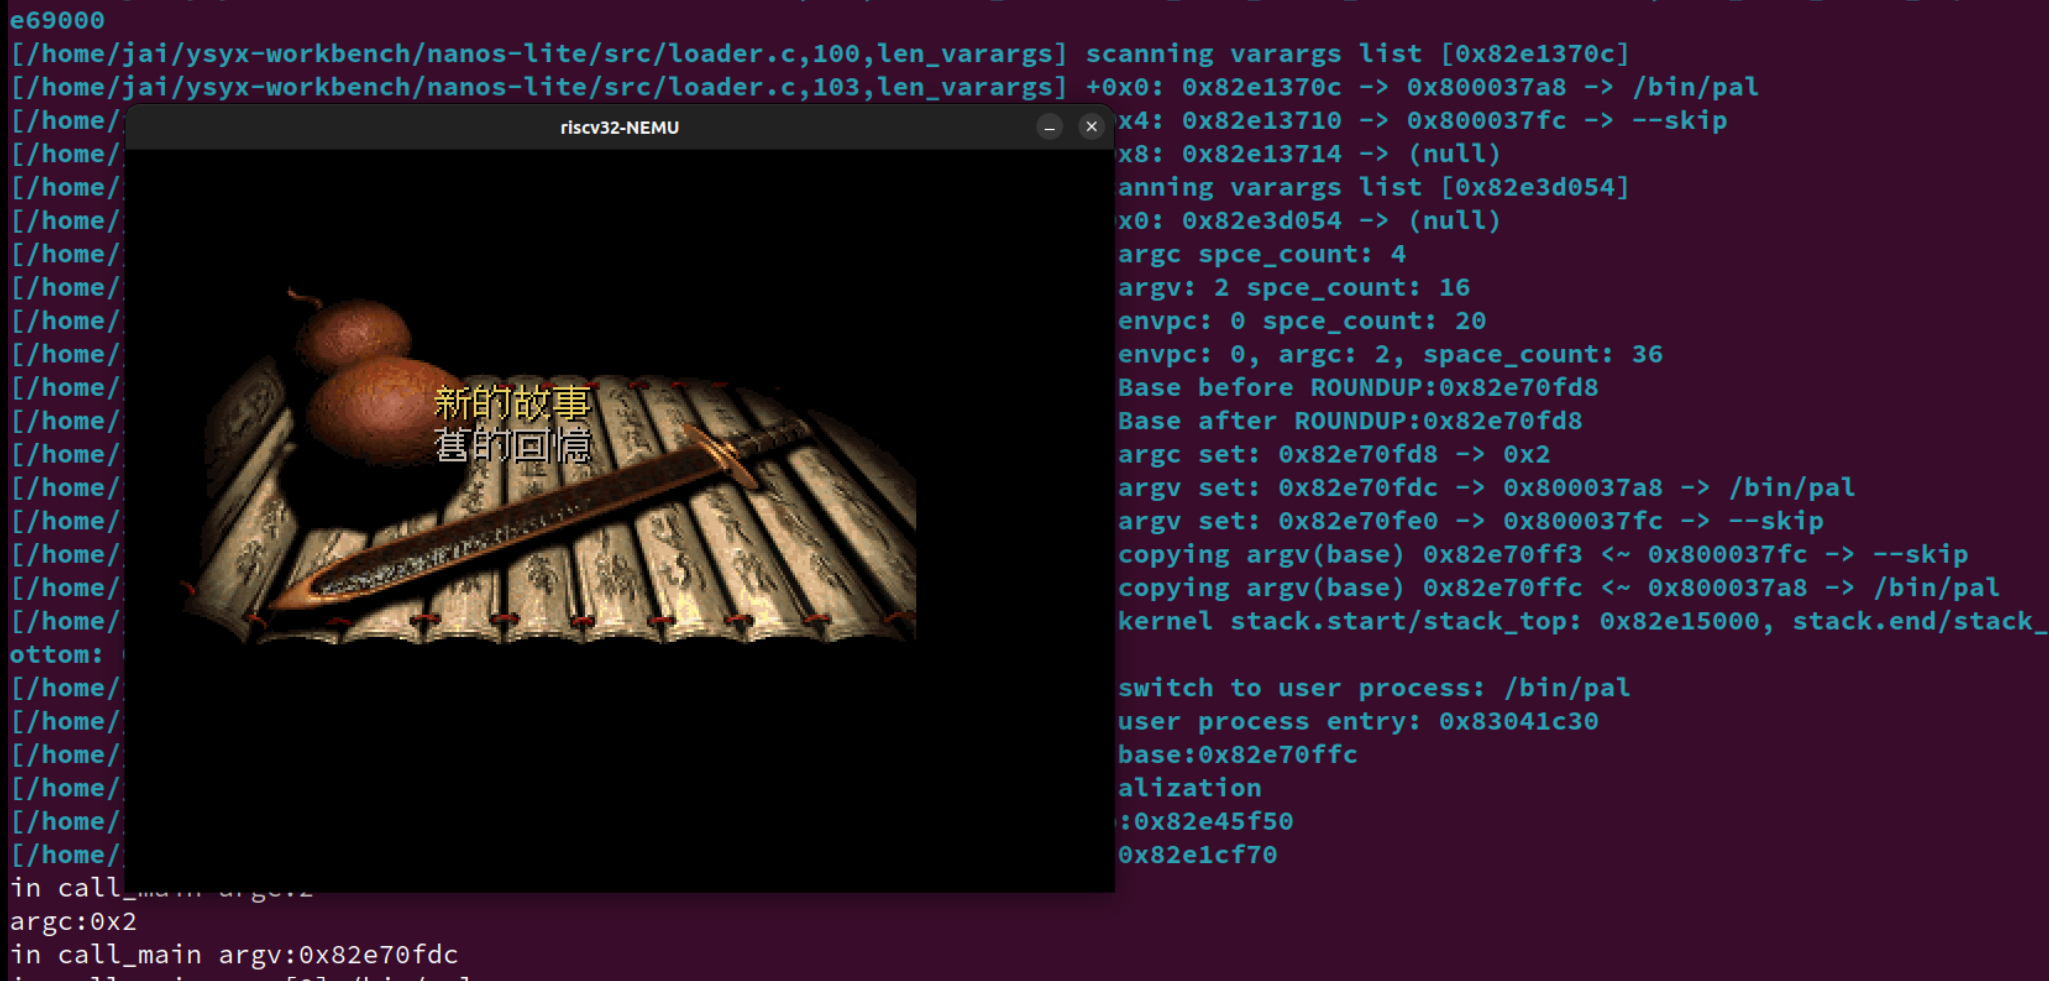 e69000
[/home/jai/ysyx-workbench/nanos-lite/src/loader.c,100,len_varargs] scanning varargs list [0x82e1370c]
[/home/jai/ysyx-workbench/nanos-lite/src/loader.c,103,len_varargs] +0x0: 0x82e1370c -> 0x800037a8 -> /bin/pal
riscv32-NEMU
[/home/ x4: 0x82e13710 -> 0x800037fc -> --skip
[/home/ x8: 0x82e13714 -> (null)
[/home/ anning varargs list [0x82e3d054]
[/home/ x0: 0x82e3d054 -> (null)
[/home/ argc spce_count: 4
[/home/ argv: 2 spce_count: 16
[/home/ envpc: 0 spce_count: 20
[/home/ envpc: 0, argc: 2, space_count: 36
[/home/ Base before ROUNDUP:0x82e70fd8
新的故事
[/home/ Base after ROUNDUP:0x82e70fd8
舊的回憶
[/home/ argc set: 0x82e70fd8 -> 0x2
[/home/ argv set: 0x82e70fdc -> 0x800037a8 -> /bin/pal
[/home/ argv set: 0x82e70fe0 -> 0x800037fc -> --skip
[/home/ copying argv(base) 0x82e70ff3 <~ 0x800037fc -> --skip
[/home/ copying argv(base) 0x82e70ffc <~ 0x800037a8 -> /bin/pal
[/home/ kernel stack.start/stack_top: 0x82e15000, stack.end/stack_
ottom:
[/home/ switch to user process: /bin/pal
[/home/ user process entry: 0x83041c30
[/home/ base:0x82e70ffc
[/home/ alization
[/home/ :0x82e45f50
[/home/ 0x82e1cf70
in call_main argc:2
argc:0x2
in call_main argv:0x82e70fdc